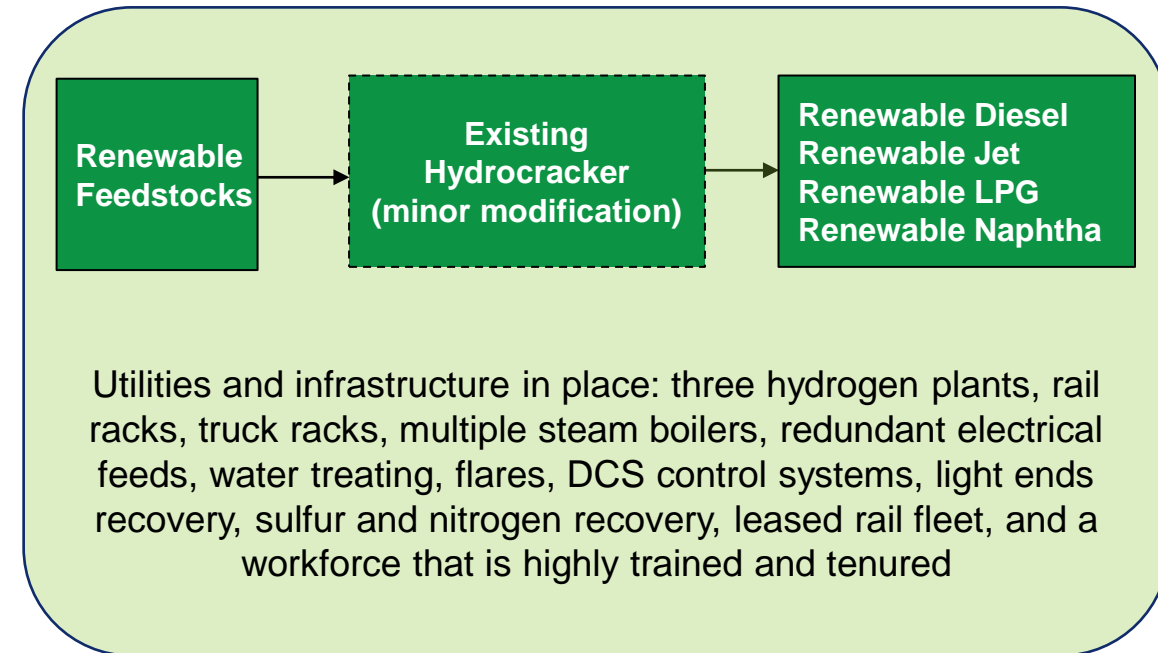 Renewable
Feedstocks
Existing
Hydrocracker
(minor modification)
Renewable Diesel
Renewable Jet
Renewable LPG
Renewable Naphtha
Utilities and infrastructure in place: three hydrogen plants, rail
racks, truck racks, multiple steam boilers, redundant electrical
feeds, water treating, flares, DCS control systems, light ends
recovery, sulfur and nitrogen recovery, leased rail fleet, and a
workforce that is highly trained and tenured